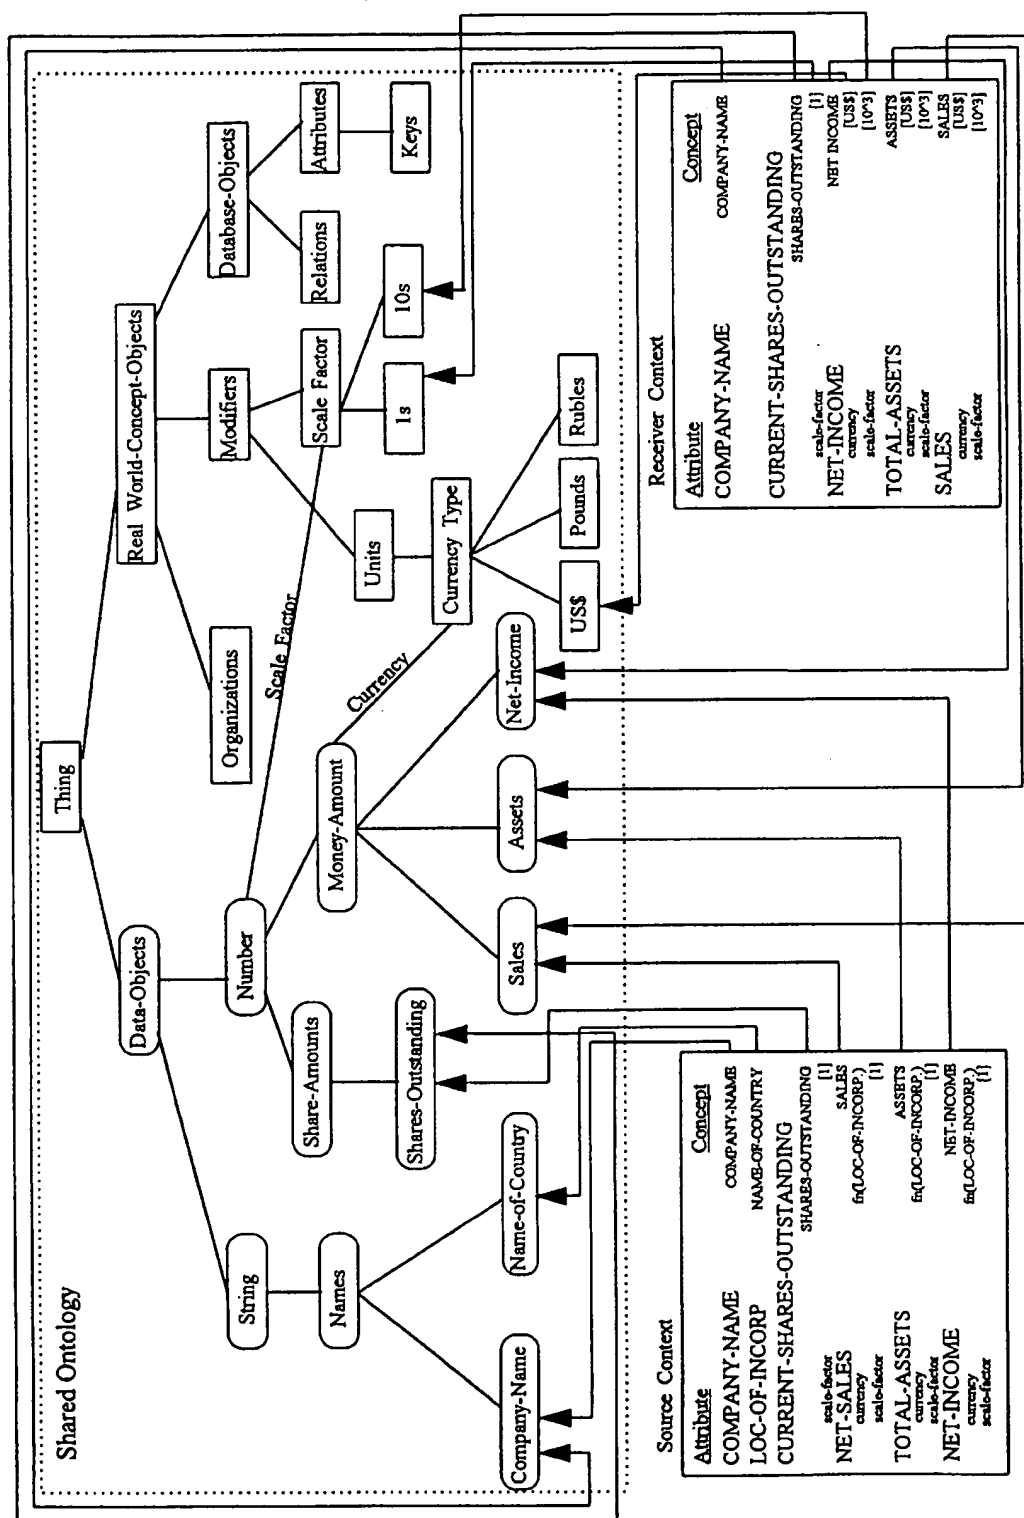 Shared Ontology
Thing
Data-Objects
Real World-Concept-Objects
String
Number
Organizations
Modifiers
Database-Objects
Scale Factor
Names
Share-Amounts
Money-Amount
Currency
Units
Scale Factor
Relations
Attributes
Shares-Outstanding
Currency Type
1s
10s
Keys
Company-Name
Name-of-Country
Sales
Assets
Net-Income
US$
Pounds
Rubles
Source Context
Attribute Concept
COMPANY-NAME COMPANY-NAME
LOC-OF-INCORP NAME-OF-COUNTRY
CURRENT-SHARES-OUTSTANDING
SHARES-OUTSTANDING
scale-factor [1]
NET-SALES SALES
currency fn(LOC-OF-INCORP.)
scale-factor [1]
TOTAL-ASSETS ASSETS
currency fn(LOC-OF-INCORP.)
scale-factor [1]
NET-INCOME NET-INCOME
currency fn(LOC-OF-INCORP.)
scale-factor [1]
Receiver Context
Attribute Concept
COMPANY-NAME COMPANY-NAME
CURRENT-SHARES-OUTSTANDING
SHARES-OUTSTANDING
scale-factor [1]
NET-INCOME NET INCOME
currency [US$]
scale-factor [10^3]
TOTAL-ASSETS ASSETS
currency [US$]
scale-factor [10^3]
SALES SALES
currency [US$]
scale-factor [10^3]